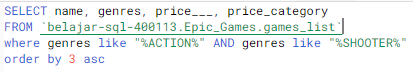 SELECT name, genres, price___, price_category
FROM `belajar-sql-400113.Epic_Games.games_list`
where genres like "%ACTION%" AND genres like "%SHOOTER%"
order by 3 asc